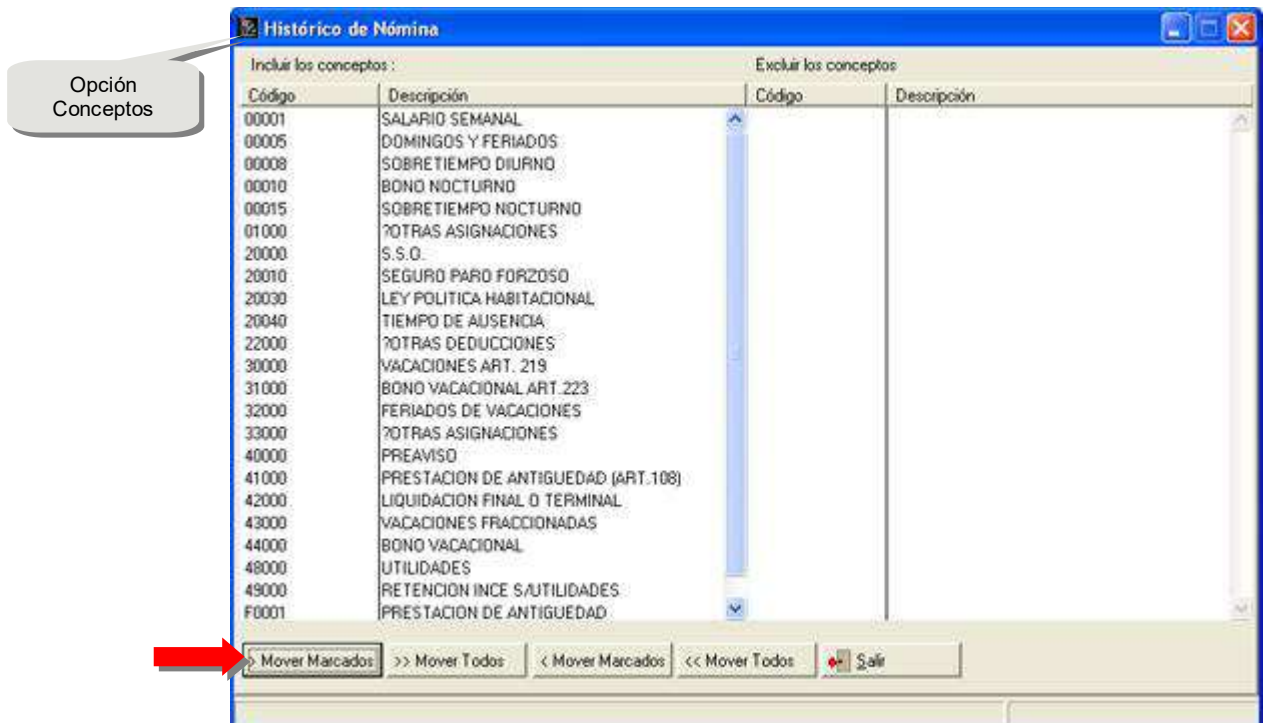 Histórico de Nómina
Opción
Conceptos
Incluir los conceptos : Excluir los conceptos
Código Descripción Código Descripción
00001 SALARIO SEMANAL
00005 DOMINGOS Y FERIADOS
00008 SOBRETIEMPO DIURNO
00010 BONO NOCTURNO
00015 SOBRETIEMPO NOCTURNO
01000 ?OTRAS ASIGNACIONES
20000 S.S.O.
20010 SEGURO PARO FORZOSO
20030 LEY POLITICA HABITACIONAL
20040 TIEMPO DE AUSENCIA
22000 ?OTRAS DEDUCCIONES
30000 VACACIONES ART. 219
31000 BONO VACACIONAL ART.223
32000 FERIADOS DE VACACIONES
33000 ?OTRAS ASIGNACIONES
40000 PREAVISO
41000 PRESTACION DE ANTIGUEDAD (ART.108)
42000 LIQUIDACION FINAL O TERMINAL
43000 VACACIONES FRACCIONADAS
44000 BONO VACACIONAL
48000 UTILIDADES
49000 RETENCION INCE S/UTILIDADES
F0001 PRESTACION DE ANTIGUEDAD
> Mover Marcados >> Mover Todos < Mover Marcados << Mover Todos Salir